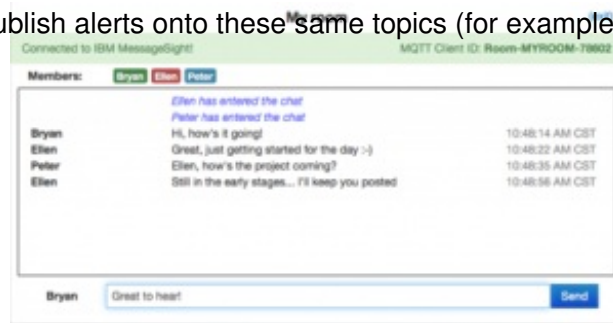 ublish alerts onto these same topics (for example
My room
Connected to IBM MessageSight! MQTT Client ID: Room-MYROOM-78602
Members: Bryan Ellen Peter
Ellen has entered the chat
Peter has entered the chat
Bryan Hi, how's it going! 10:48:14 AM CST
Ellen Great, just getting started for the day :-) 10:48:22 AM CST
Peter Ellen, how's the project coming? 10:48:35 AM CST
Ellen Still in the early stages... I'll keep you posted 10:48:56 AM CST
Bryan Great to hear! Send